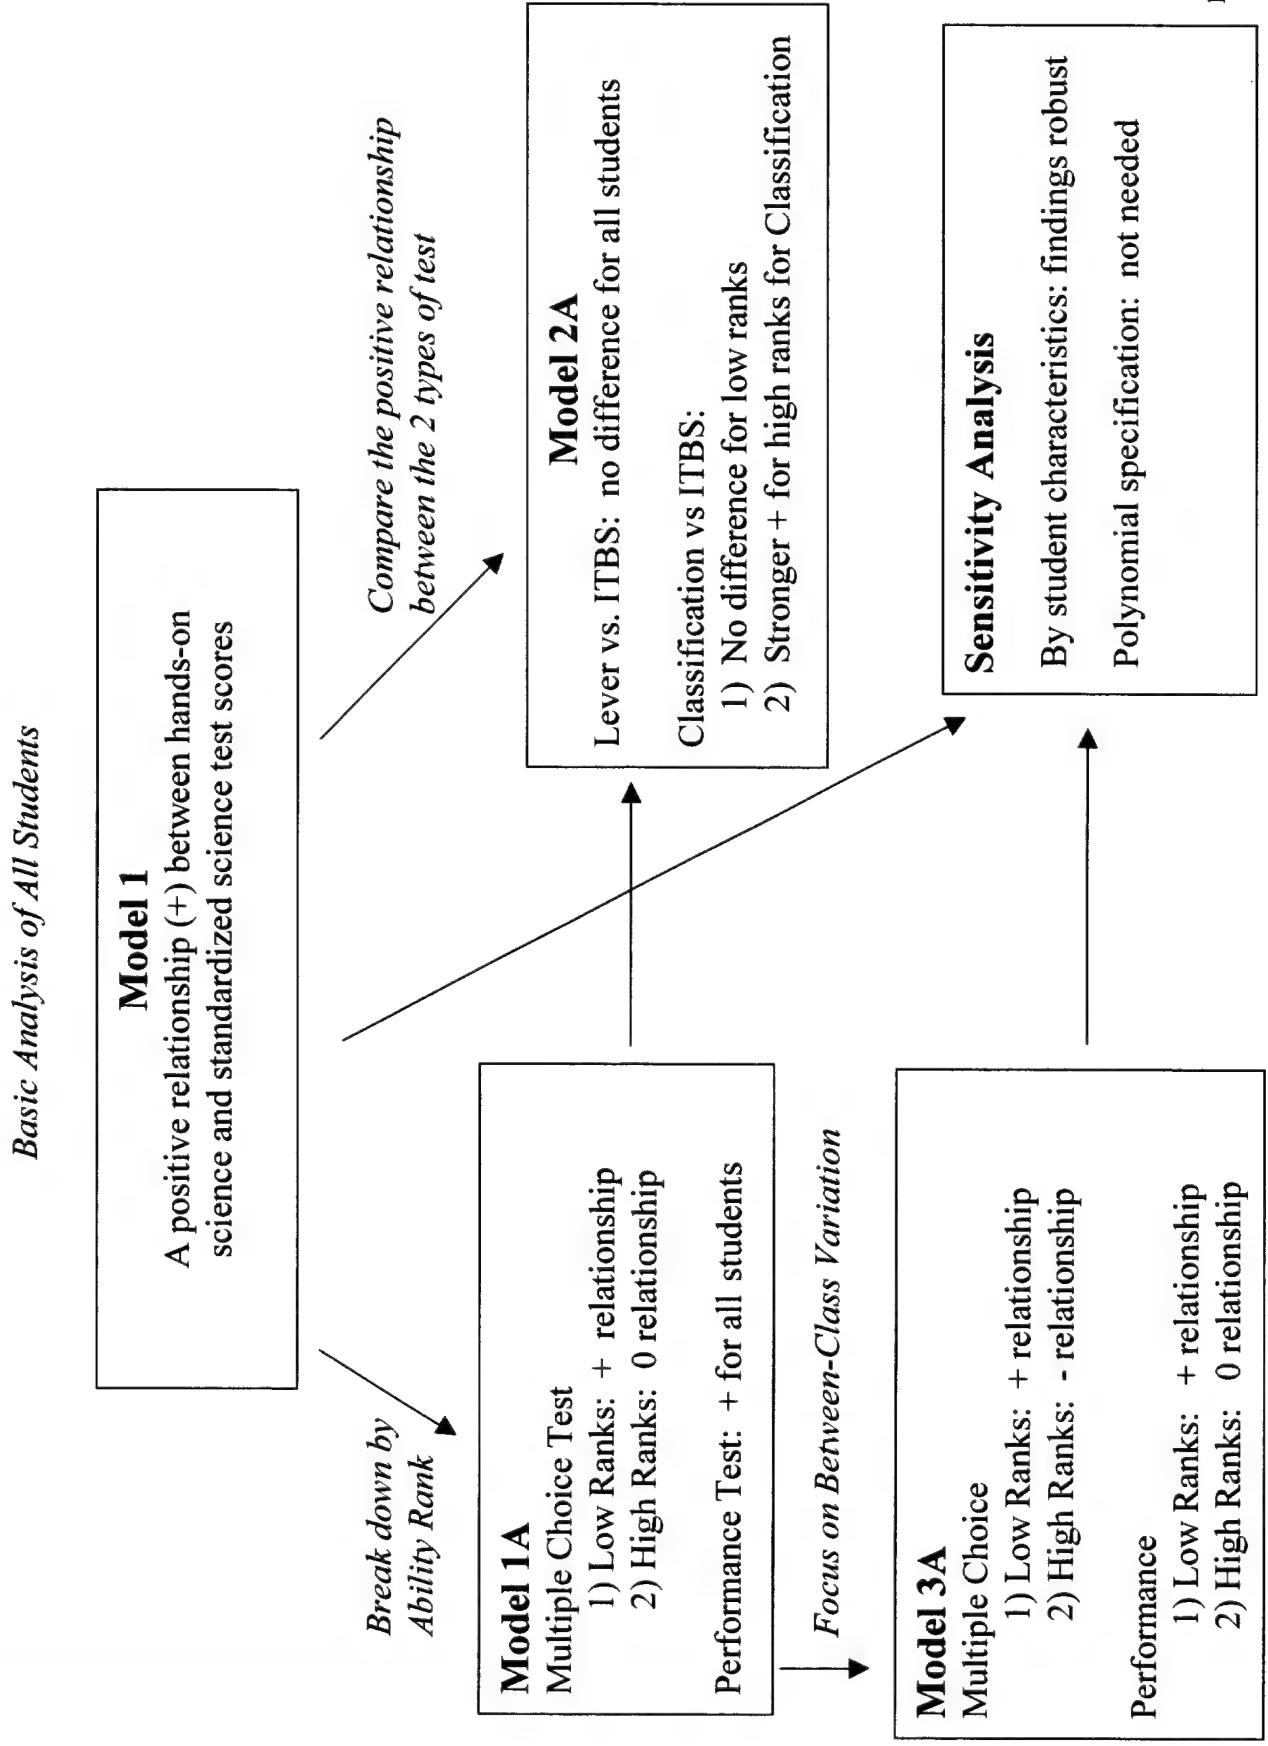 Basic Analysis of All Students
Model 1
A positive relationship (+) between hands-on
science and standardized science test scores
Break down by
Ability Rank
Compare the positive relationship
between the 2 types of test
Model 1A
Multiple Choice Test
1) Low Ranks: + relationship
2) High Ranks: 0 relationship
Performance Test: + for all students
Model 2A
Lever vs. ITBS: no difference for all students
Classification vs ITBS:
1) No difference for low ranks
2) Stronger + for high ranks for Classification
Focus on Between-Class Variation
Model 3A
Multiple Choice
1) Low Ranks: + relationship
2) High Ranks: - relationship
Performance
1) Low Ranks: + relationship
2) High Ranks: 0 relationship
Sensitivity Analysis
By student characteristics: findings robust
Polynomial specification: not needed